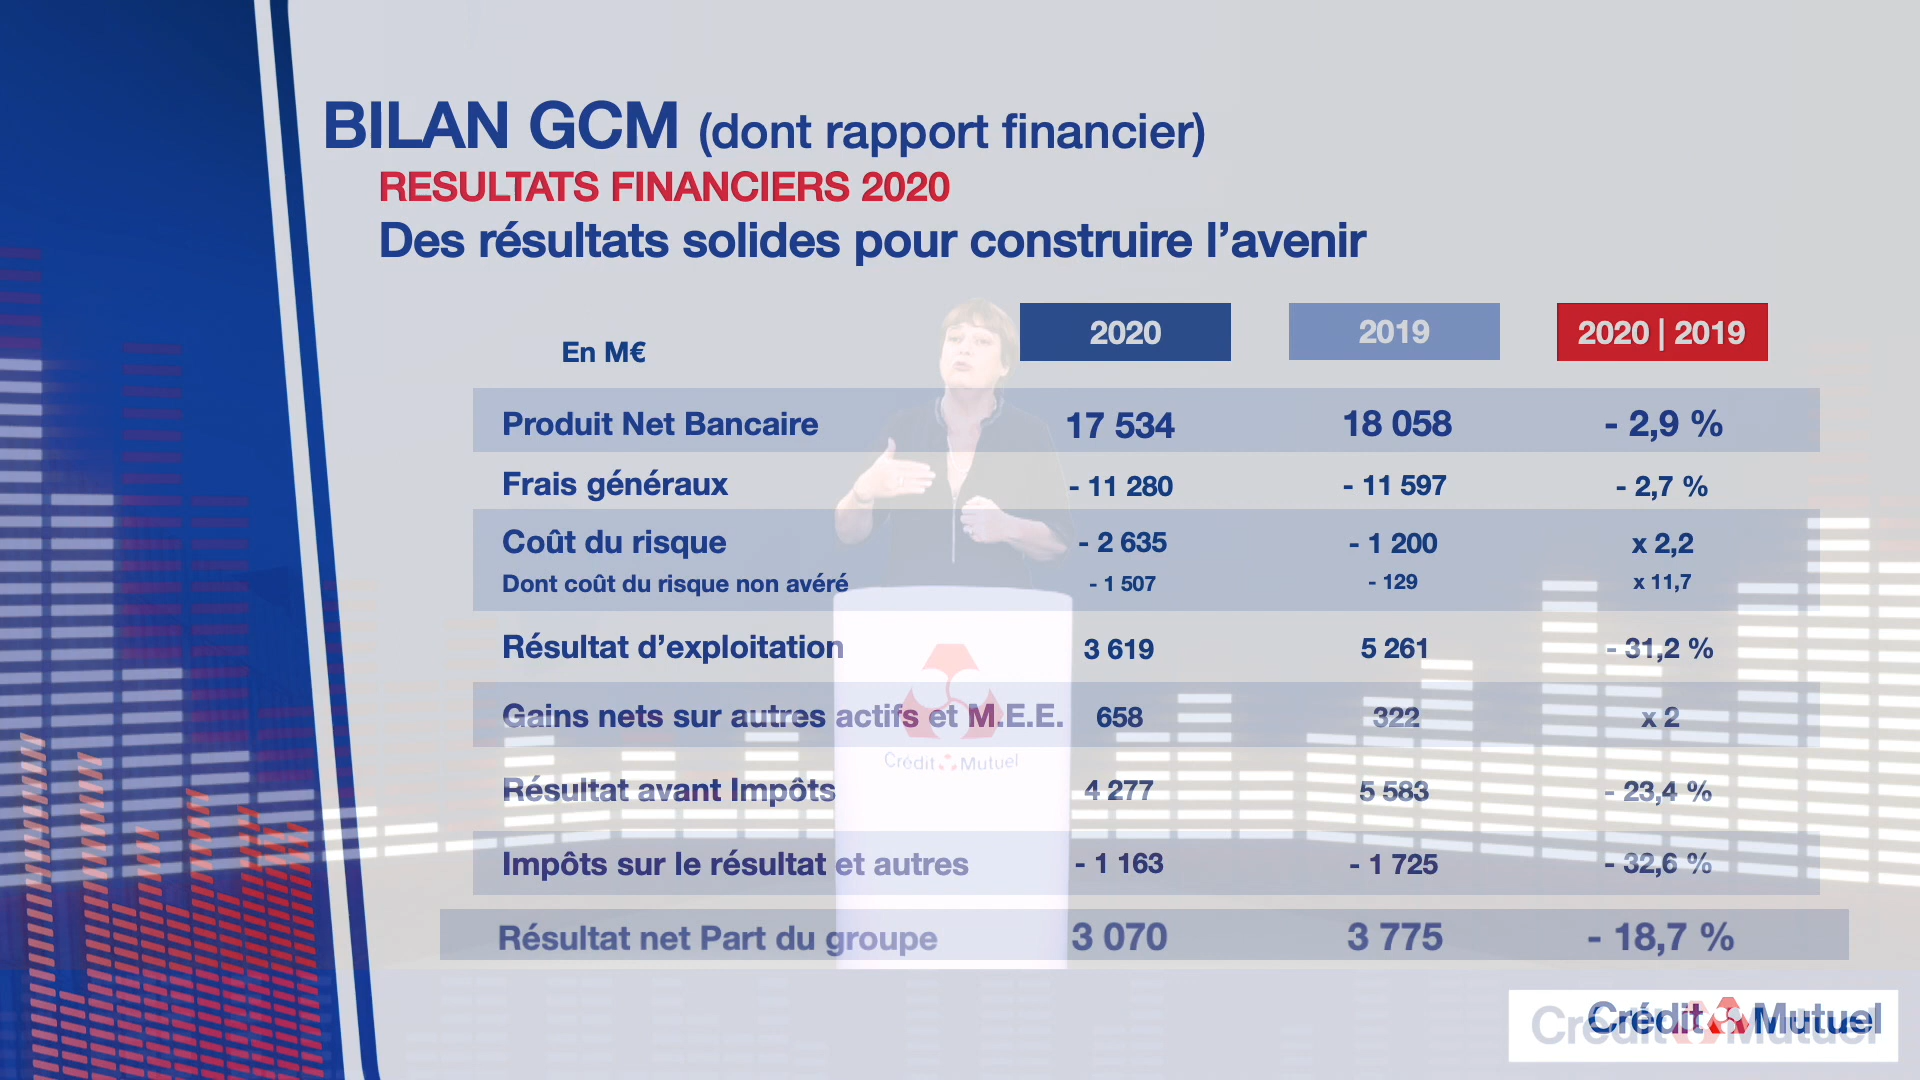 BILAN GCM (dont rapport financier)
RESULTATS FINANCIERS 2020
Des résultats solides pour construire l’avenir
En M€ 2020 2019 2020 | 2019
Produit Net Bancaire 17 534 18 058 - 2,9 %
Frais généraux - 11 280 - 11 597 - 2,7 %
Coût du risque - 2 635 - 1 200 x 2,2
Dont coût du risque non avéré - 1 507 - 129 x 11,7
Résultat d’exploitation 3 619 5 261 - 31,2 %
Gains nets sur autres actifs et M.E.E. 658 322 x 2
Crédit Mutuel
Résultat avant Impôts 4 277 5 583 - 23,4 %
Impôts sur le résultat et autres - 1 163 - 1 725 - 32,6 %
Résultat net Part du groupe 3 070 3 775 - 18,7 %
Crédit Mutuel
Crédit Mutuel